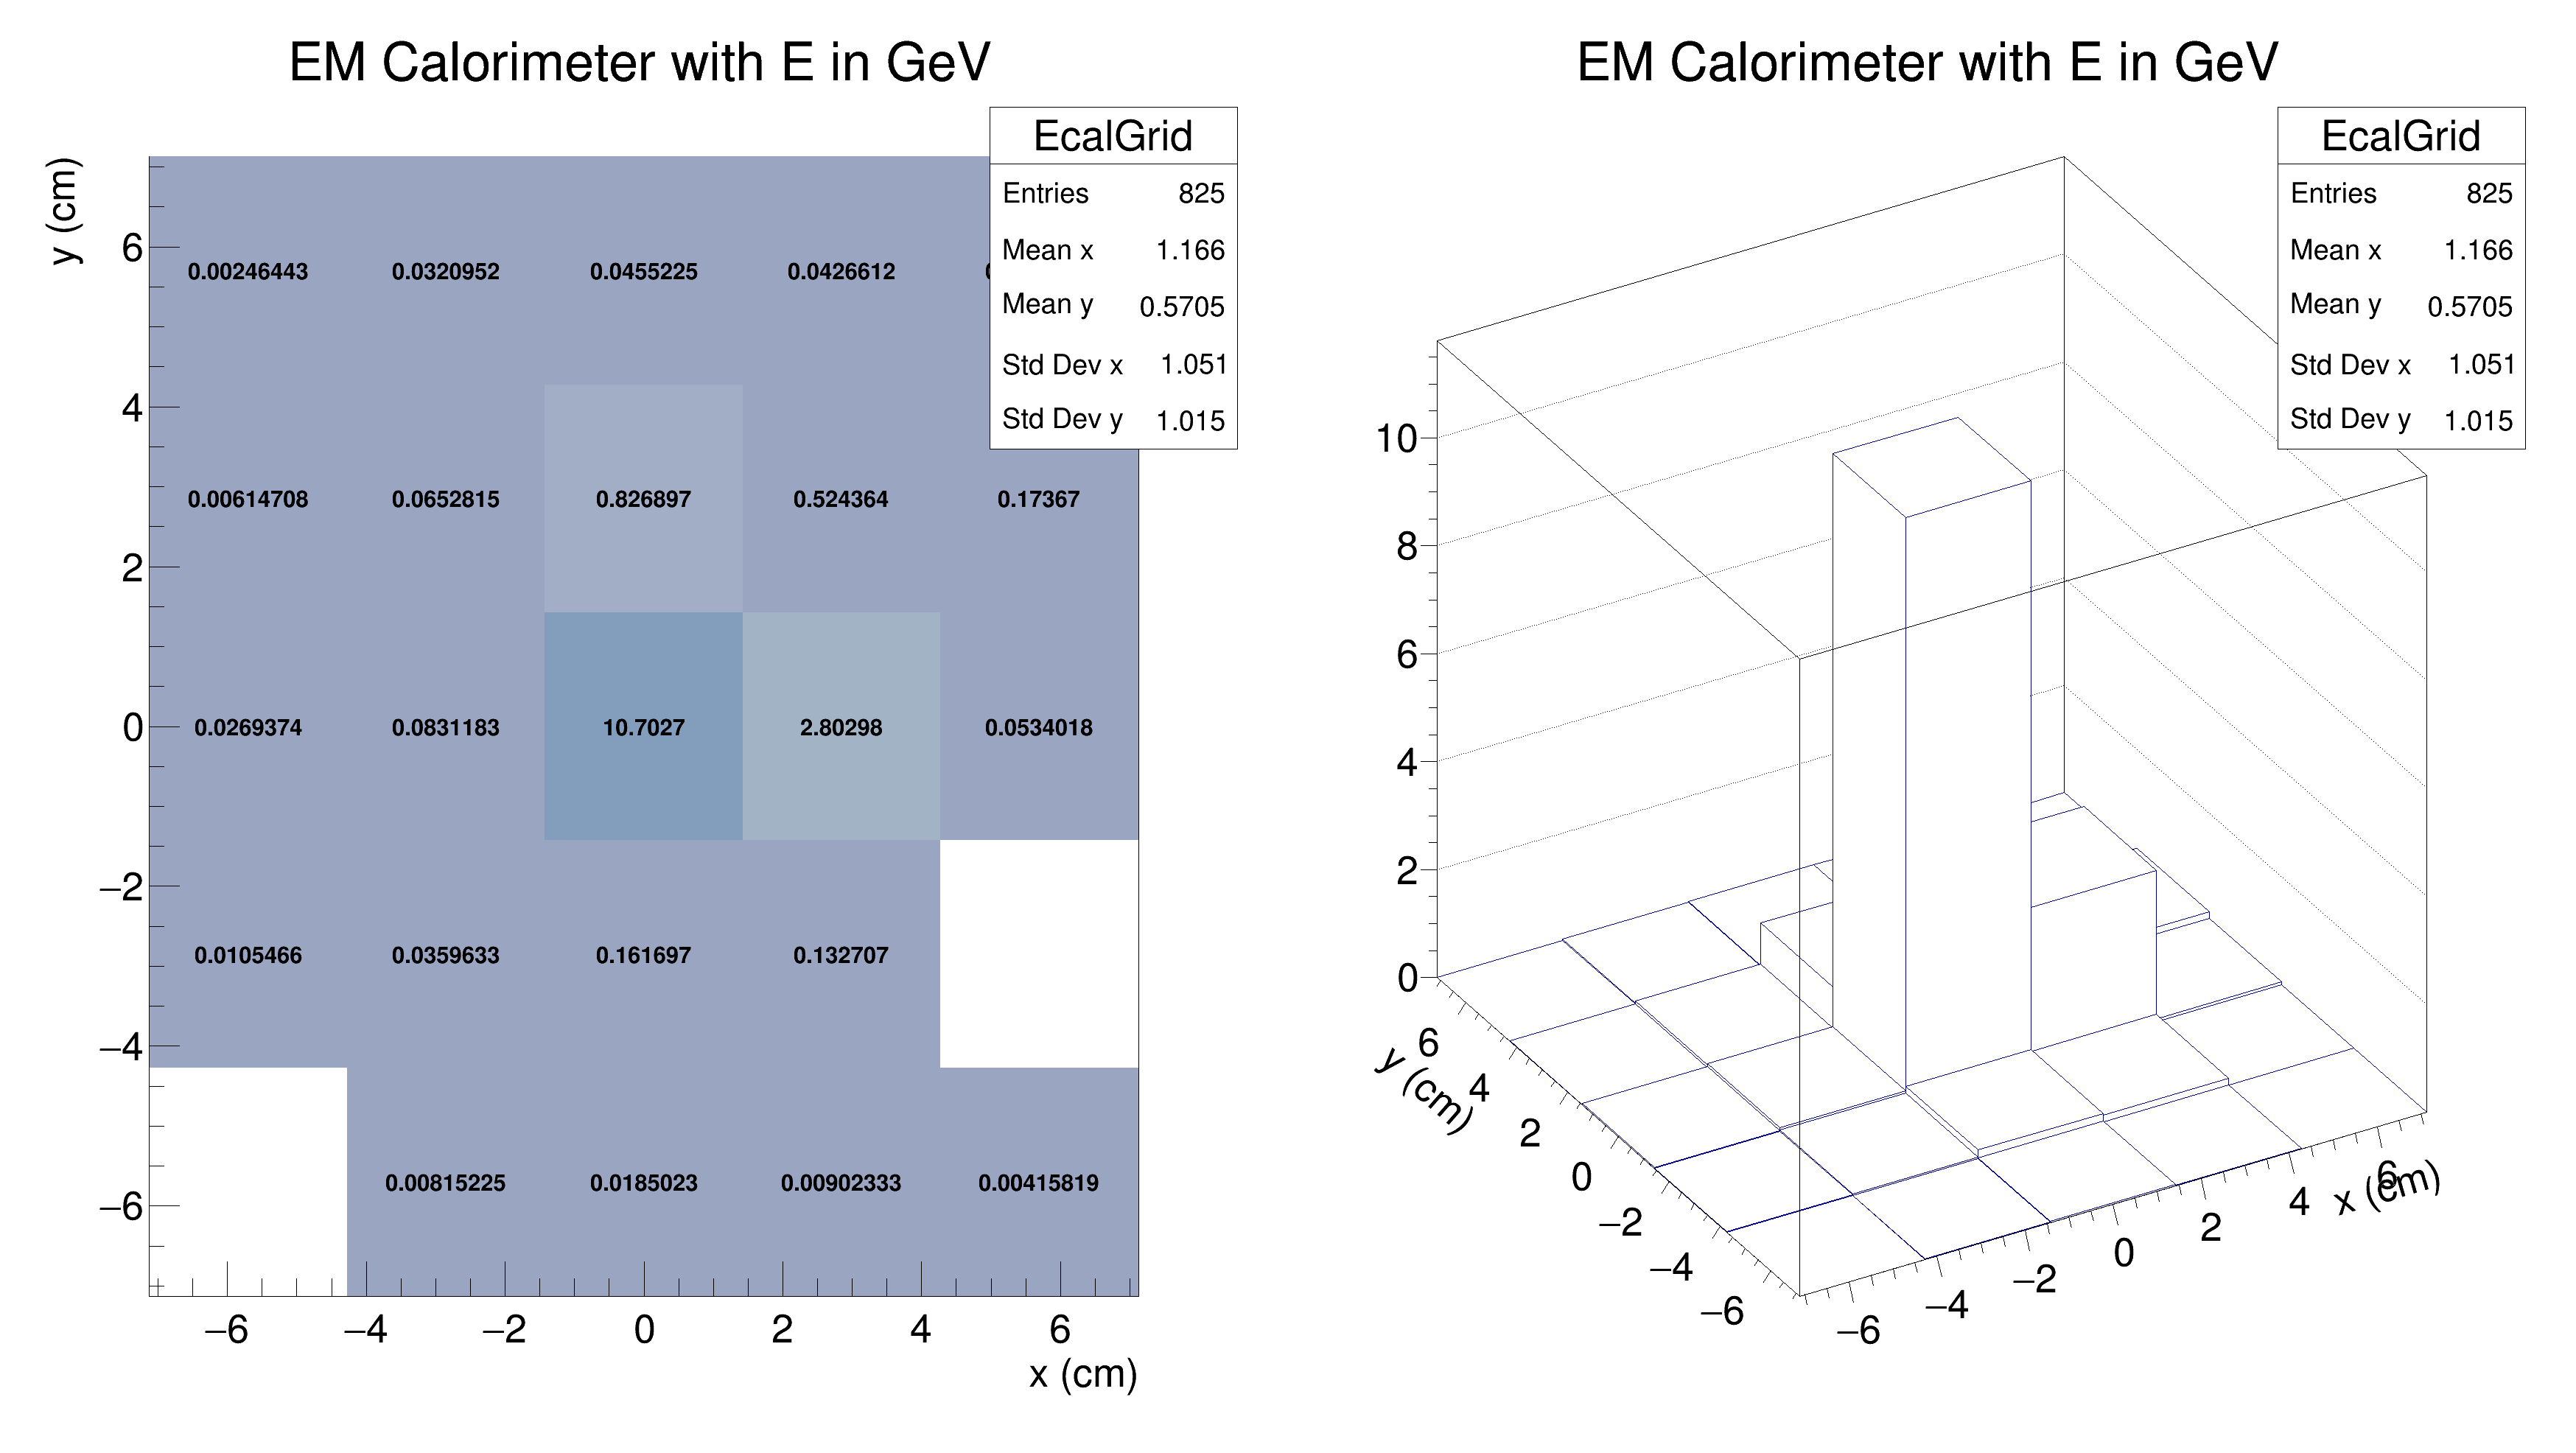 EM Calorimeter with E in GeV
EcalGrid
Entries 825
Mean x 1.166
Mean y 0.5705
Std Dev x 1.051
Std Dev y 1.015
y (cm)
6
4
2
0
−2
−4
−6
0.00246443 0.0320952 0.0455225 0.0426612
0.00614708 0.0652815 0.826897 0.524364 0.17367
0.0269374 0.0831183 10.7027 2.80298 0.0534018
0.0105466 0.0359633 0.161697 0.132707
0.00815225 0.0185023 0.00902333 0.00415819
−6 −4 −2 0 2 4 6
x (cm)
EM Calorimeter with E in GeV
EcalGrid
Entries 825
Mean x 1.166
Mean y 0.5705
Std Dev x 1.051
Std Dev y 1.015
10
8
6
4
2
0
y (cm)
6
4
2
0
−2
−4
−6
−6 −4 −2 0 2 4 6
x (cm)